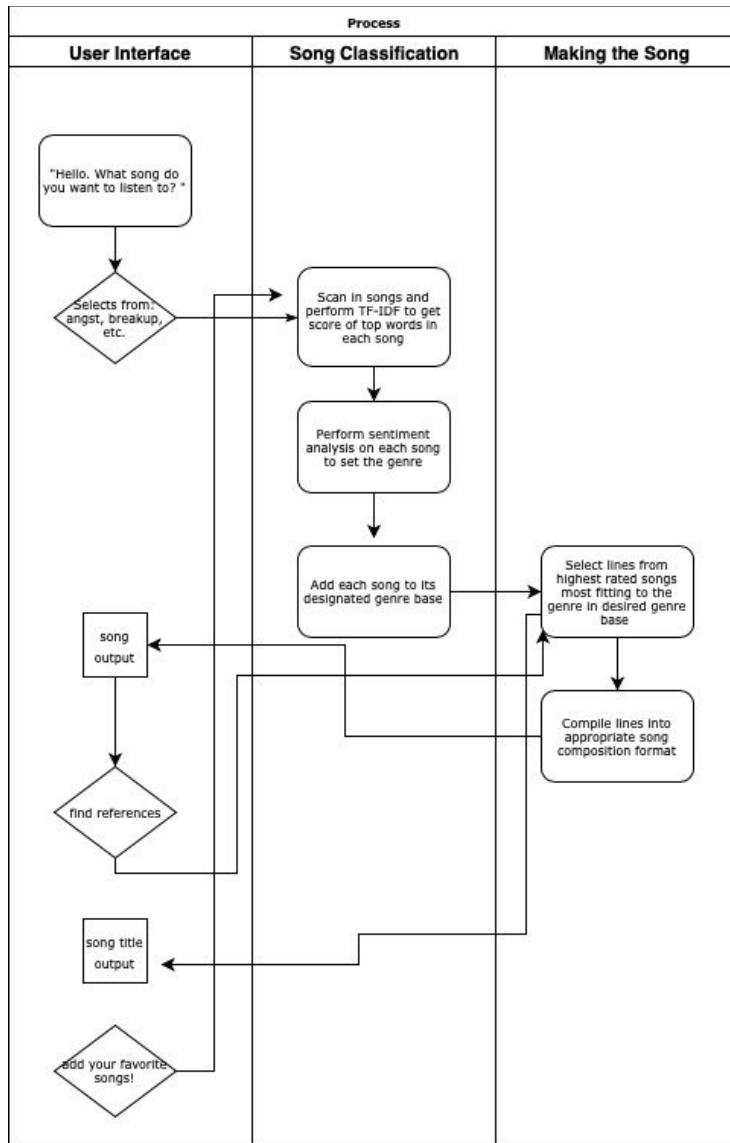 Process
User Interface
Song Classification
Making the Song
"Hello. What song do
you want to listen to? "
Selects from:
angst, breakup,
etc.
Scan in songs and
perform TF-IDF to get
score of top words in
each song
Perform sentiment
analysis on each song
to set the genre
Add each song to its
designated genre base
Select lines from
highest rated songs
most fitting to the
genre in desired genre
base
song
output
Compile lines into
appropriate song
composition format
find references
song title
output
add your favorite
songs!